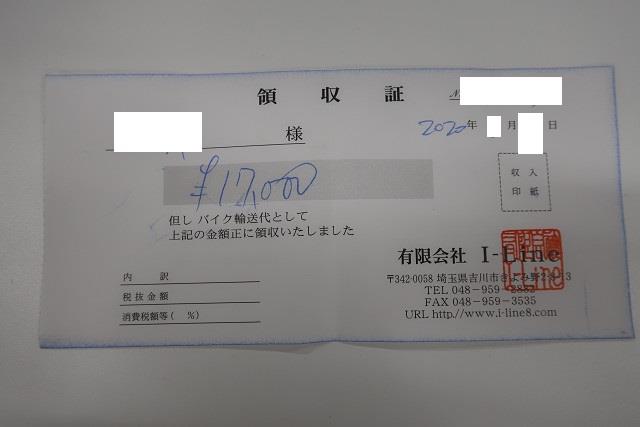 領収証
様
2020年 月 日
¥17,000
収入
印紙
但し バイク輸送代として
上記の金額正に領収いたしました
有限会社 I-Line
内 訳
〒342-0058 埼玉県吉川市きよみ野
税抜金額
TEL 048-959-
消費税額等( %)
FAX 048-959-3535
URL http://www.i-line8.com